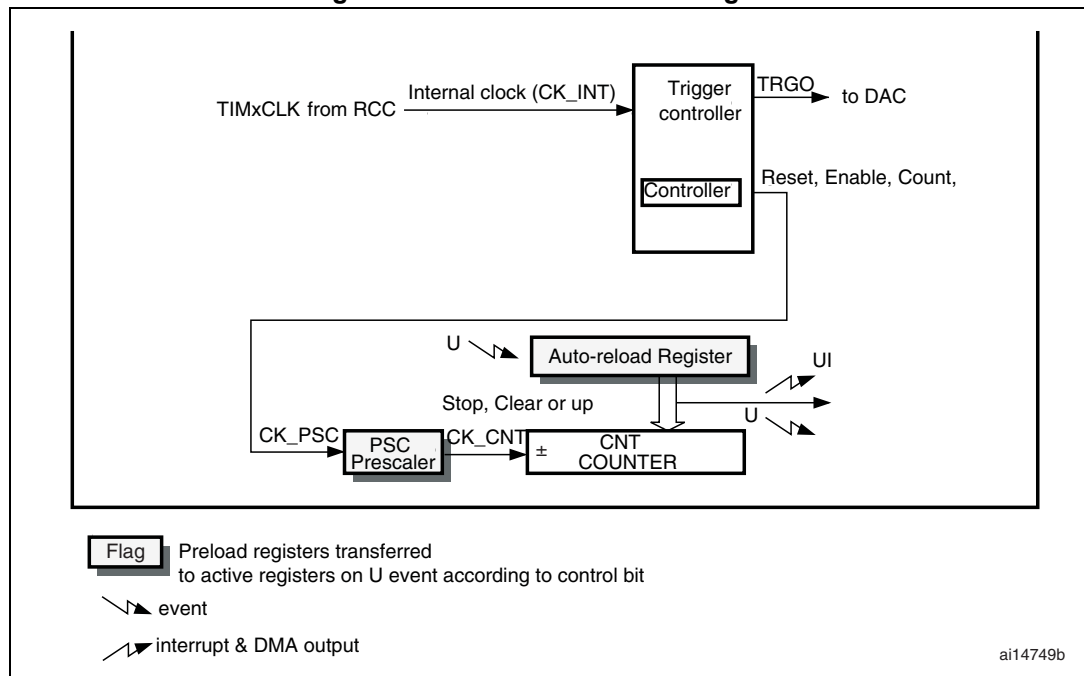 TIMxCLK from RCC
Internal clock (CK_INT)
Trigger
controller
TRGO
to DAC
Controller
Reset, Enable, Count,
U
Auto-reload Register
UI
Stop, Clear or up
U
CK_PSC
PSC
Prescaler
CK_CNT
±
CNT
COUNTER
Flag
Preload registers transferred
to active registers on U event according to control bit
event
interrupt & DMA output
ai14749b